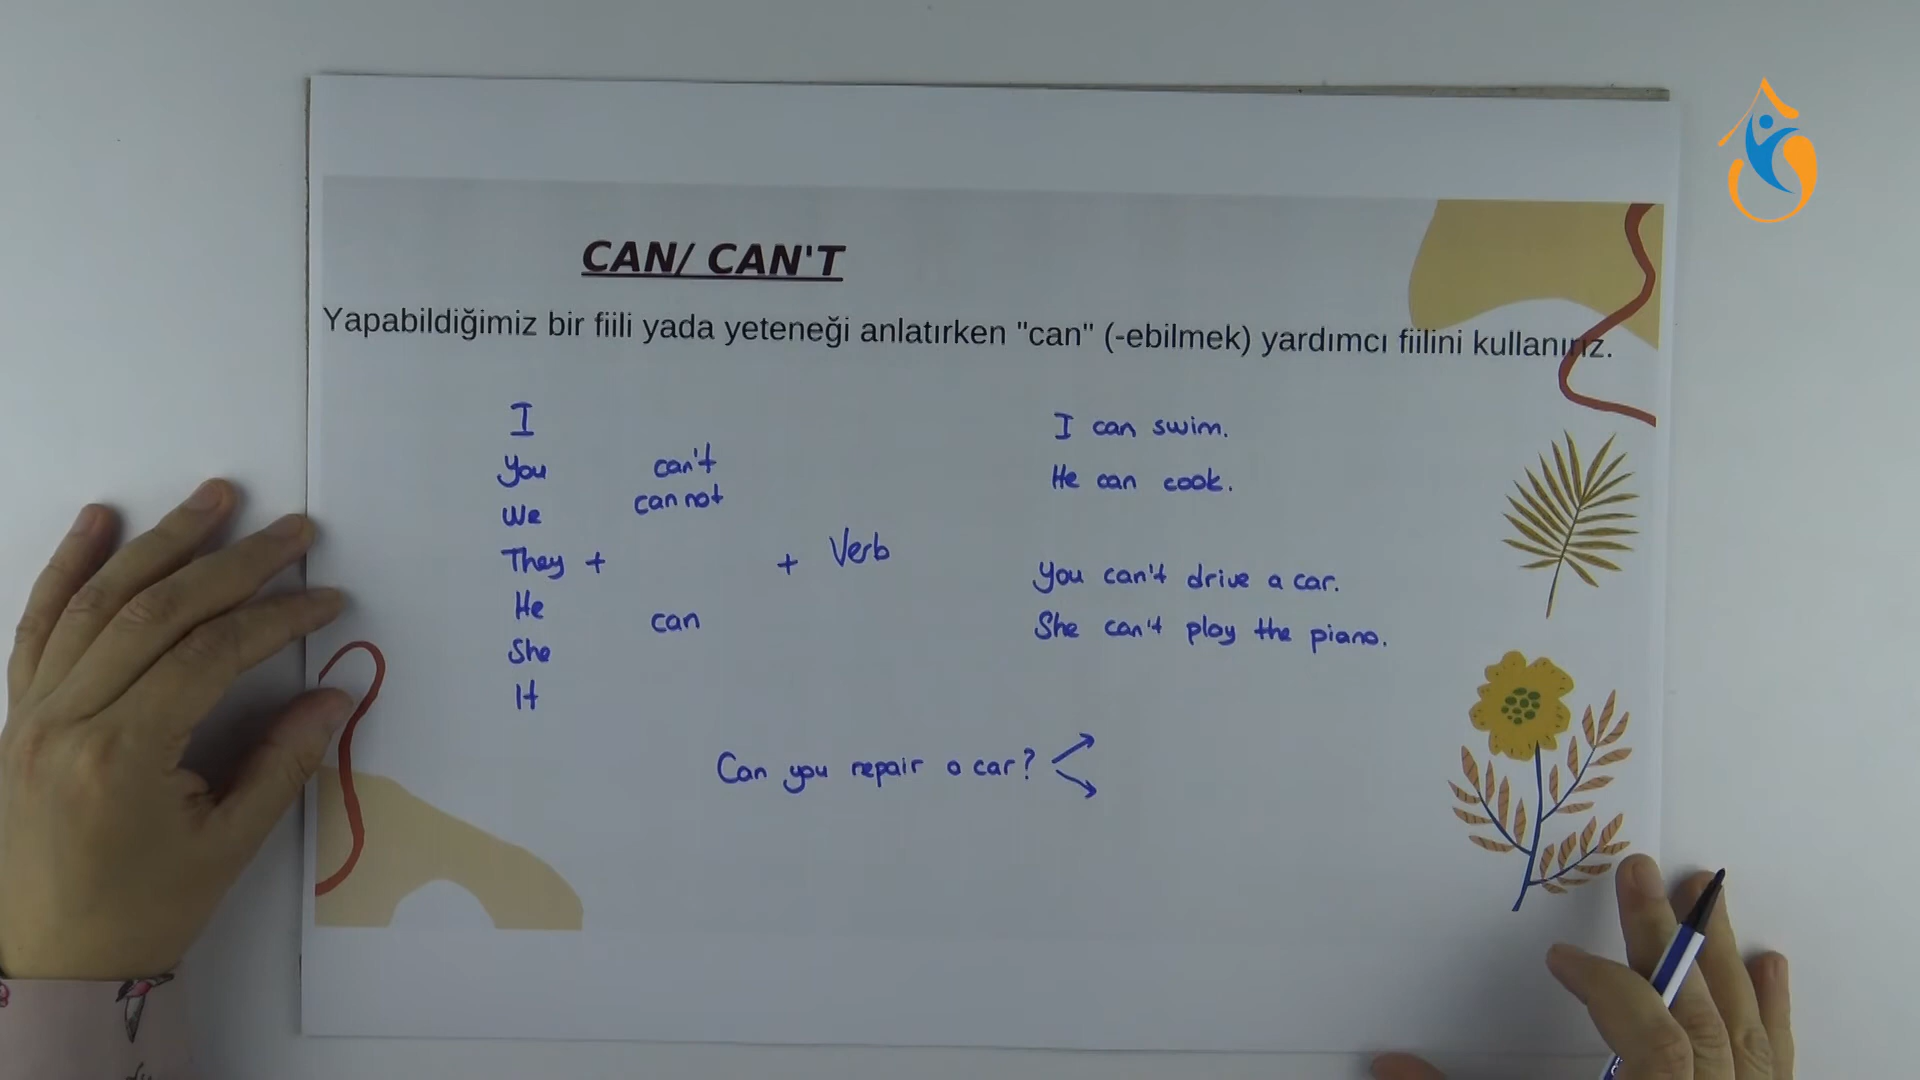 CAN/ CAN'T
Yapabildiğimiz bir fiili yada yeteneği anlatırken "can" (-ebilmek) yardımcı fiilini kullanırız.
I
You
We
They +
He
She
It
can't
can not
can
+ Verb
I can swim.
He can cook.
You can't drive a car.
She can't play the piano.
Can you repair a car?